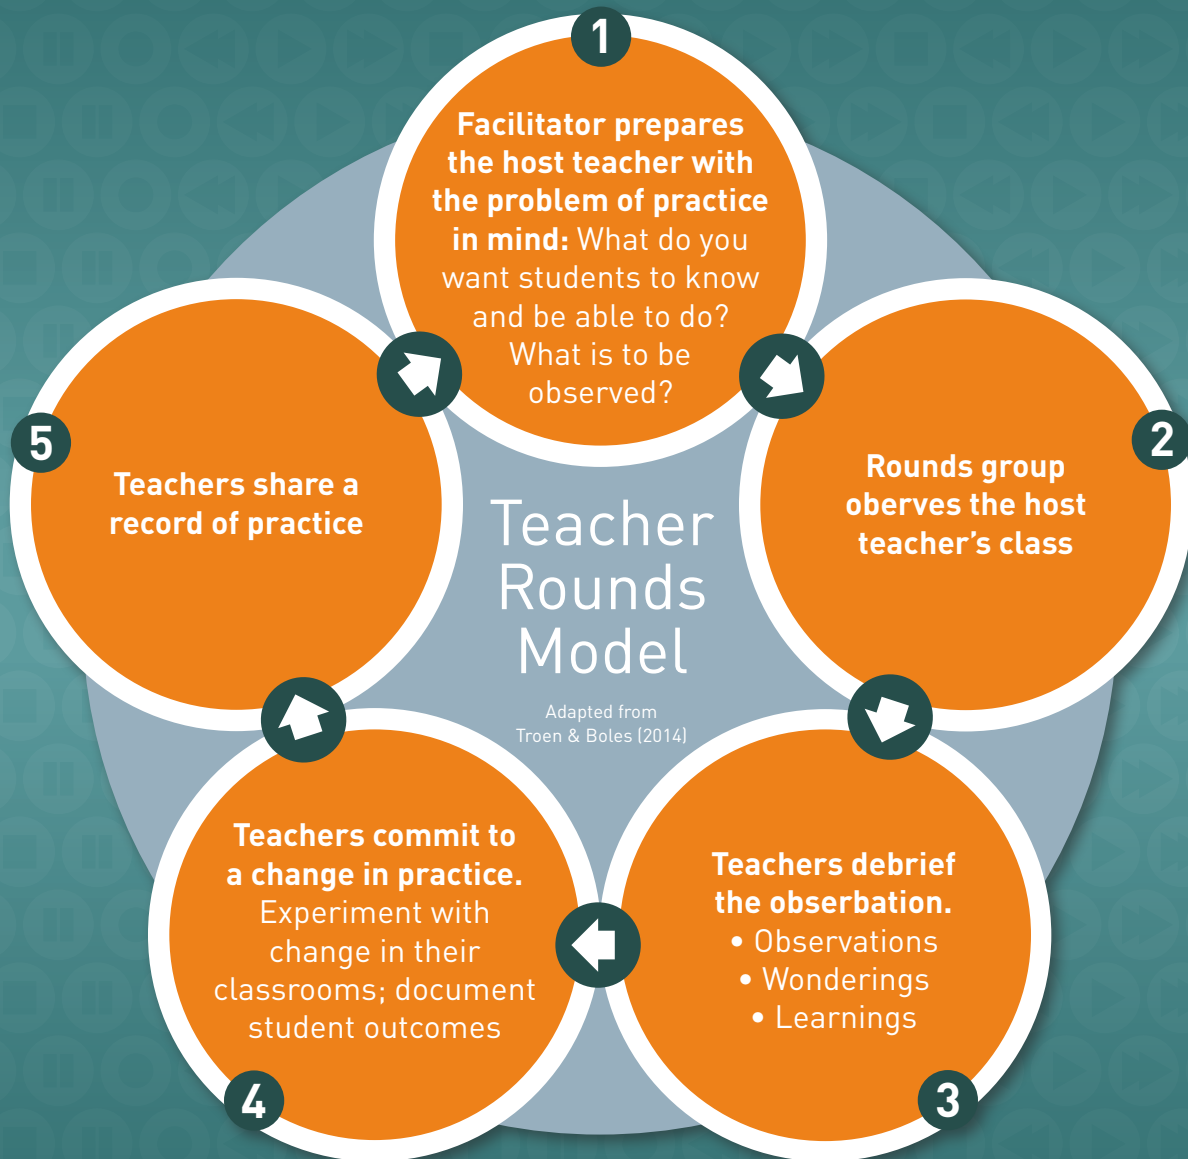 1
Facilitator prepares
the host teacher with
the problem of practice
in mind: What do you
want students to know
and be able to do?
What is to be
observed?
2
Rounds group
oberves the host
teacher’s class
3
Teachers debrief
the obserbation.
• Observations
• Wonderings
• Learnings
4
Teachers commit to
a change in practice.
Experiment with
change in their
classrooms; document
student outcomes
5
Teachers share a
record of practice
Teacher
Rounds
Model
Adapted from
Troen & Boles (2014)